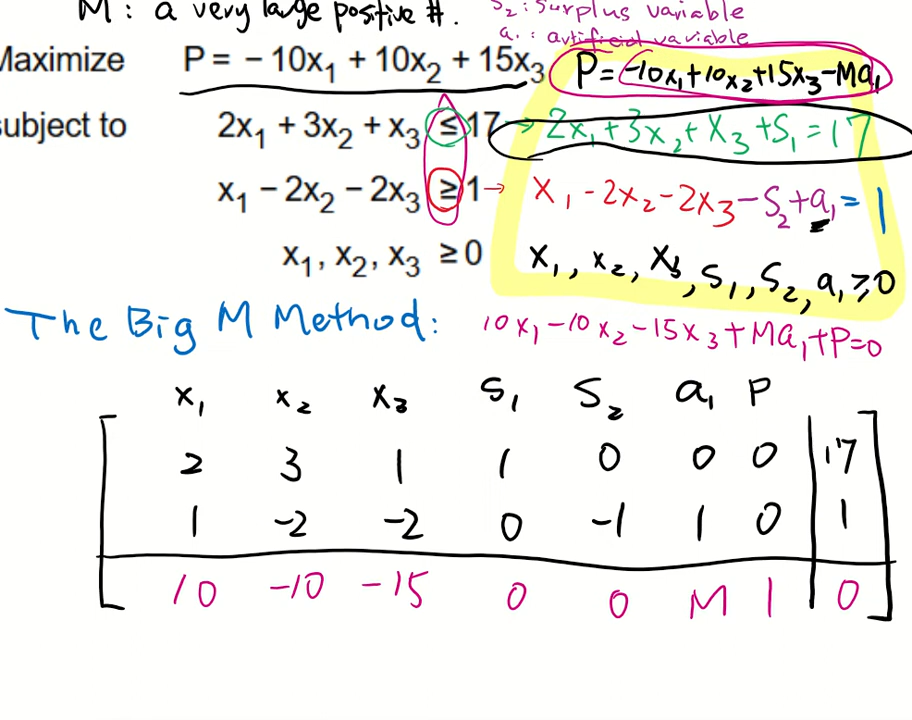 M: a very large positive #.
S₂: Surplus variable
a.: artificial variable
Maximize P = − 10x₁ + 10x₂ + 15x₃
P = −10x₁+10x₂+15x₃−Ma₁
subject to 2x₁ + 3x₂ + x₃ ≤ 17 → 2x₁+3x₂+x₃+S₁=17
x₁ − 2x₂ − 2x₃ ≥ 1 → x₁−2x₂−2x₃−S₂+a₁=1
x₁, x₂, x₃ ≥ 0
x₁, x₂, x₃, S₁, S₂, a₁ ≥ 0
The Big M Method: 10x₁−10x₂−15x₃+Ma₁+P=0
x₁ x₂ x₃ S₁ S₂ a₁ P
2 3 1 1 0 0 0 | 17
1 −2 −2 0 −1 1 0 | 1
10 −10 −15 0 0 M 1 | 0